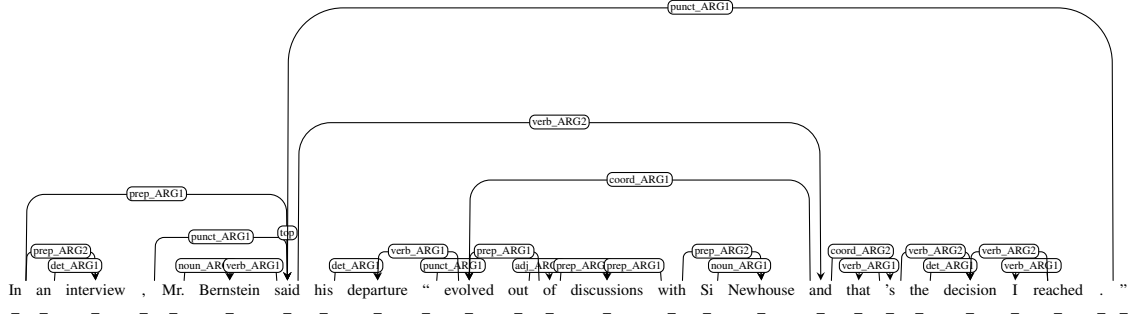 punct_ARG1
verb_ARG2
coord_ARG1
prep_ARG1
top
punct_ARG1
prep_ARG2 verb_ARG1 prep_ARG1 prep_ARG2 coord_ARG2 verb_ARG2 verb_ARG2
det_ARG1 verb_ARG1 det_ARG1 punct_ARG1 prep_ARG1 noun_ARG1 verb_ARG1 det_ARG1 verb_ARG1
In an interview , Mr. Bernstein said his departure “ evolved out of discussions with Si Newhouse and that 's the decision I reached . ”
_ _ _ _ _ _ _ _ _ _ _ _ _ _ _ _ _ _ _ _ _ _ _ _ _ _ _